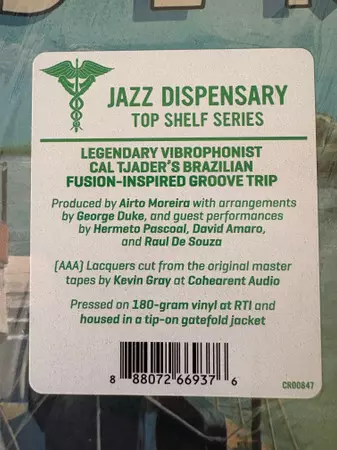 JAZZ DISPENSARY
TOP SHELF SERIES
LEGENDARY VIBROPHONIST
CAL TJADER'S BRAZILIAN
FUSION-INSPIRED GROOVE TRIP
Produced by Airto Moreira with arrangements
by George Duke, and guest performances
by Hermeto Pascoal, David Amaro,
and Raul De Souza
(AAA) Lacquers cut from the original master
tapes by Kevin Gray at Cohearent Audio
Pressed on 180-gram vinyl at RTI and
housed in a tip-on gatefold jacket
8 88072 66937 6
CR00847